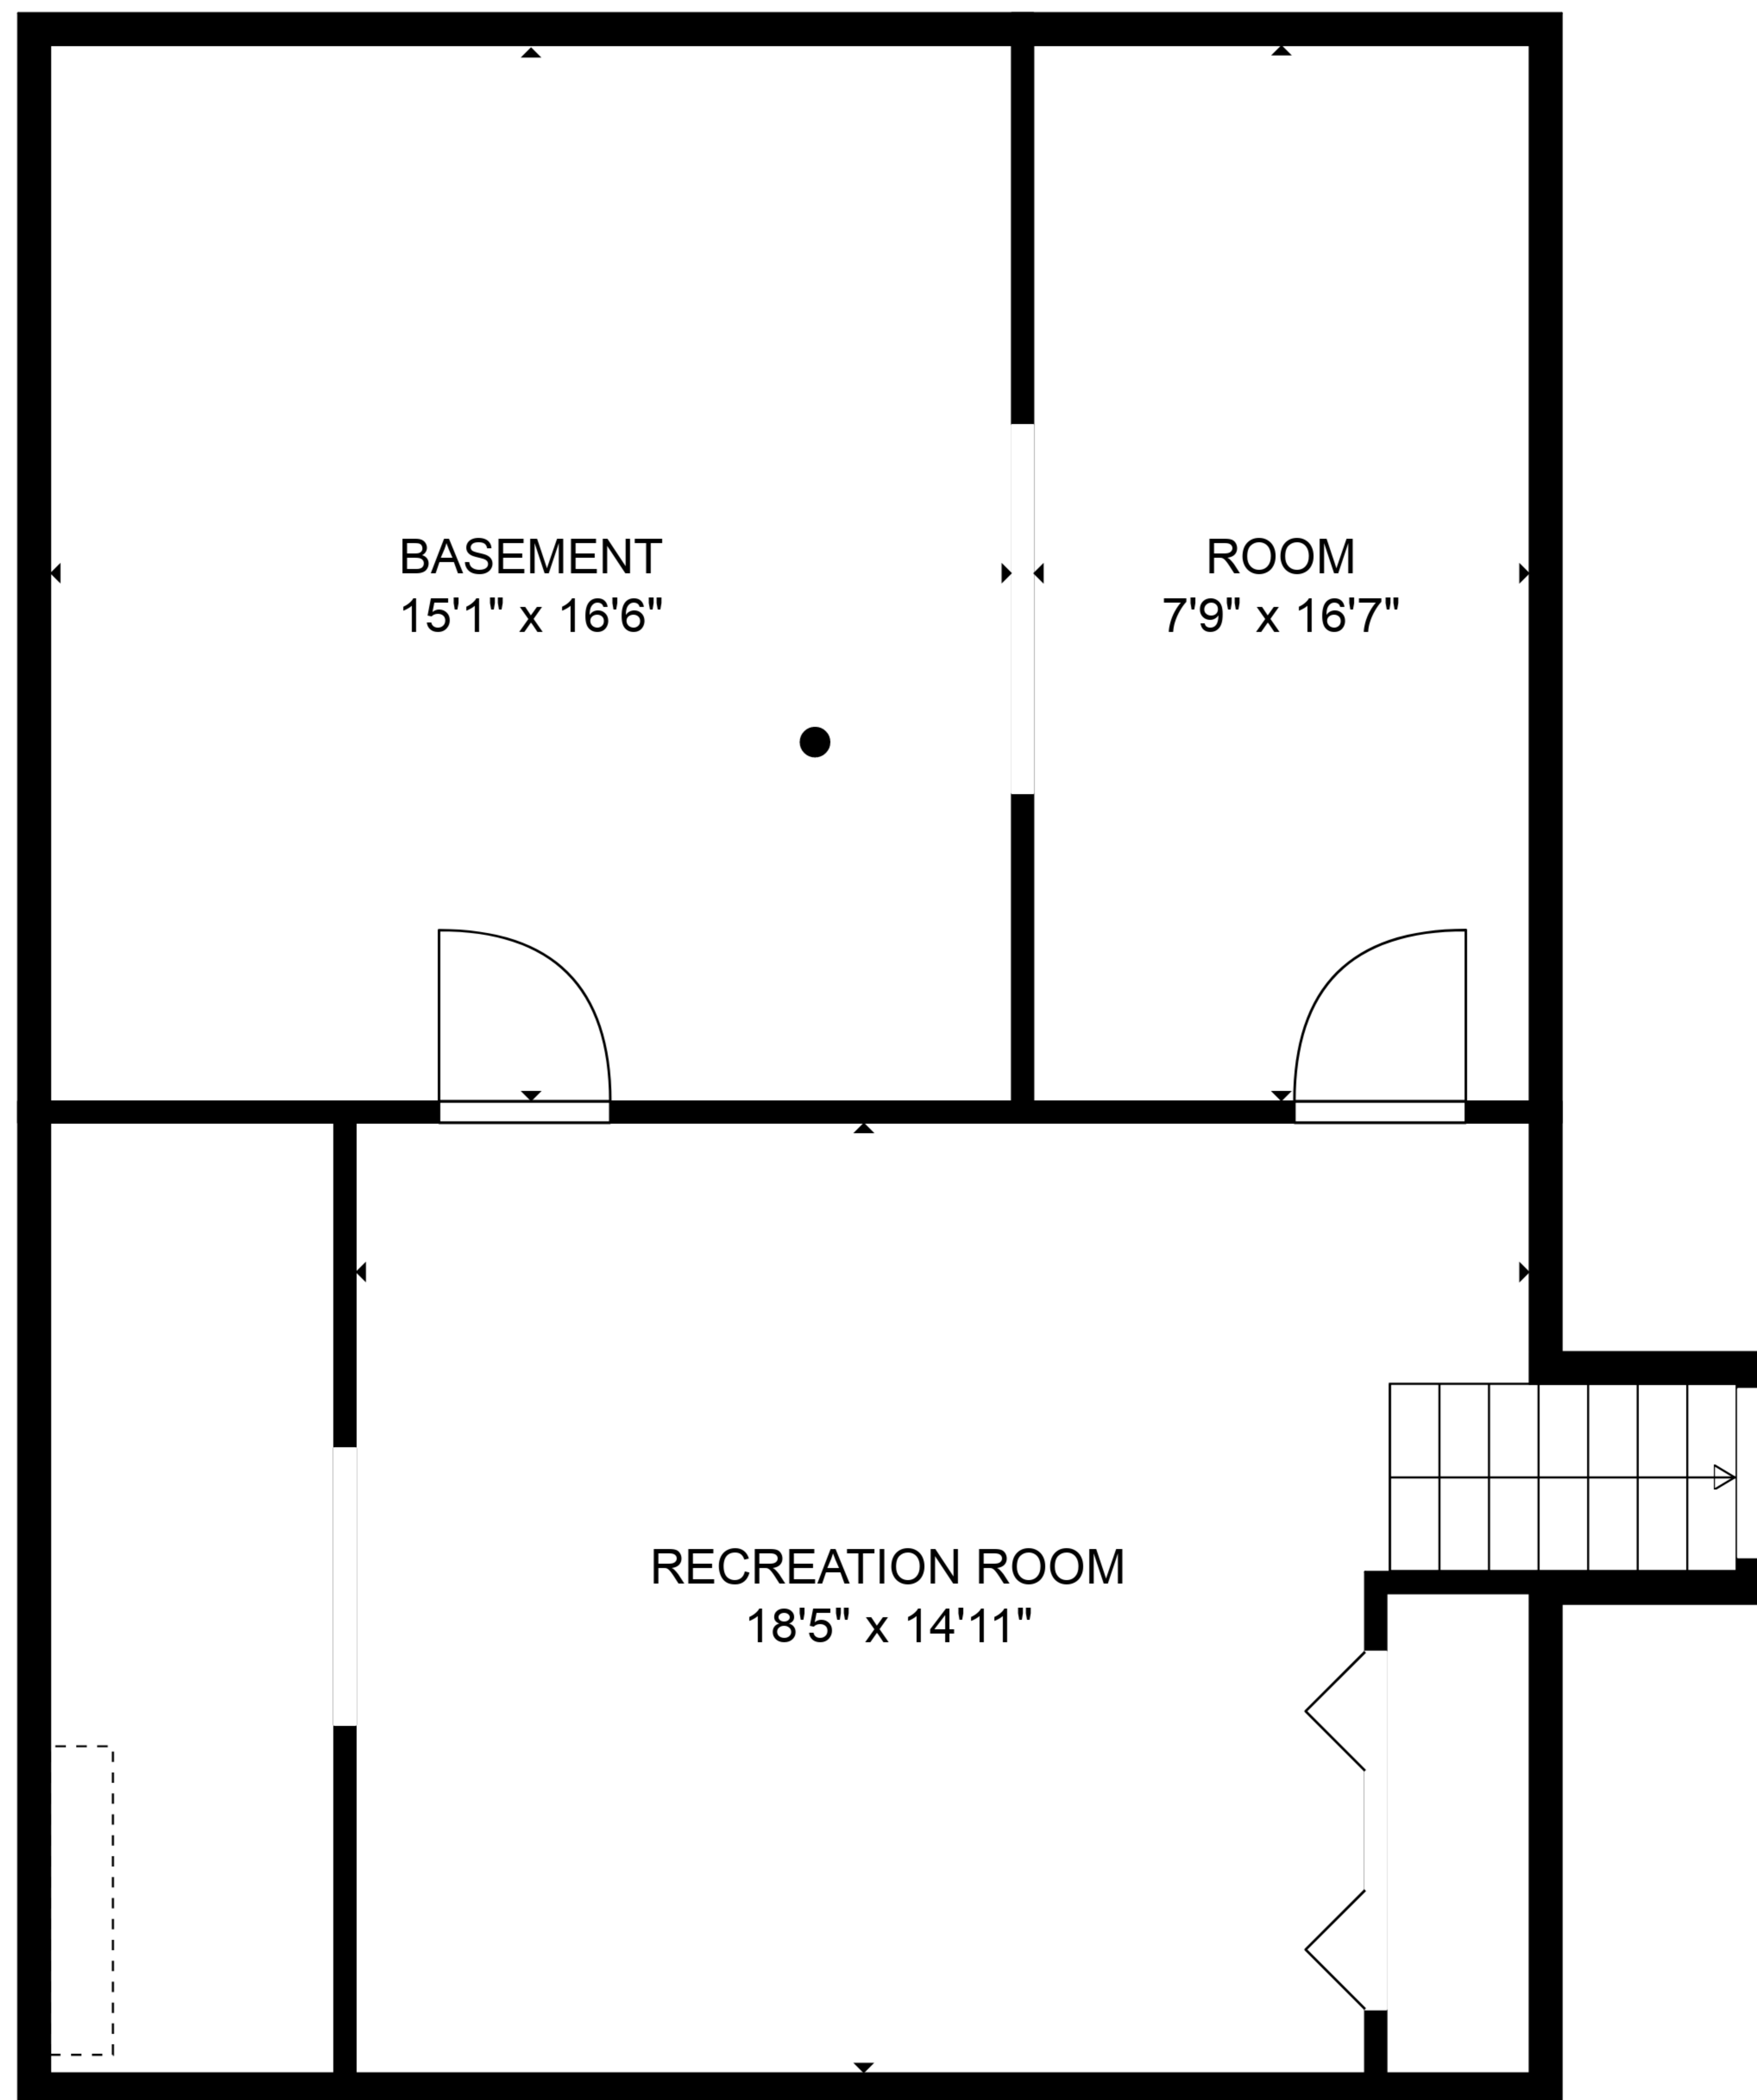 BASEMENT
15'1" x 16'6"
ROOM
7'9" x 16'7"
RECREATION ROOM
18'5" x 14'11"